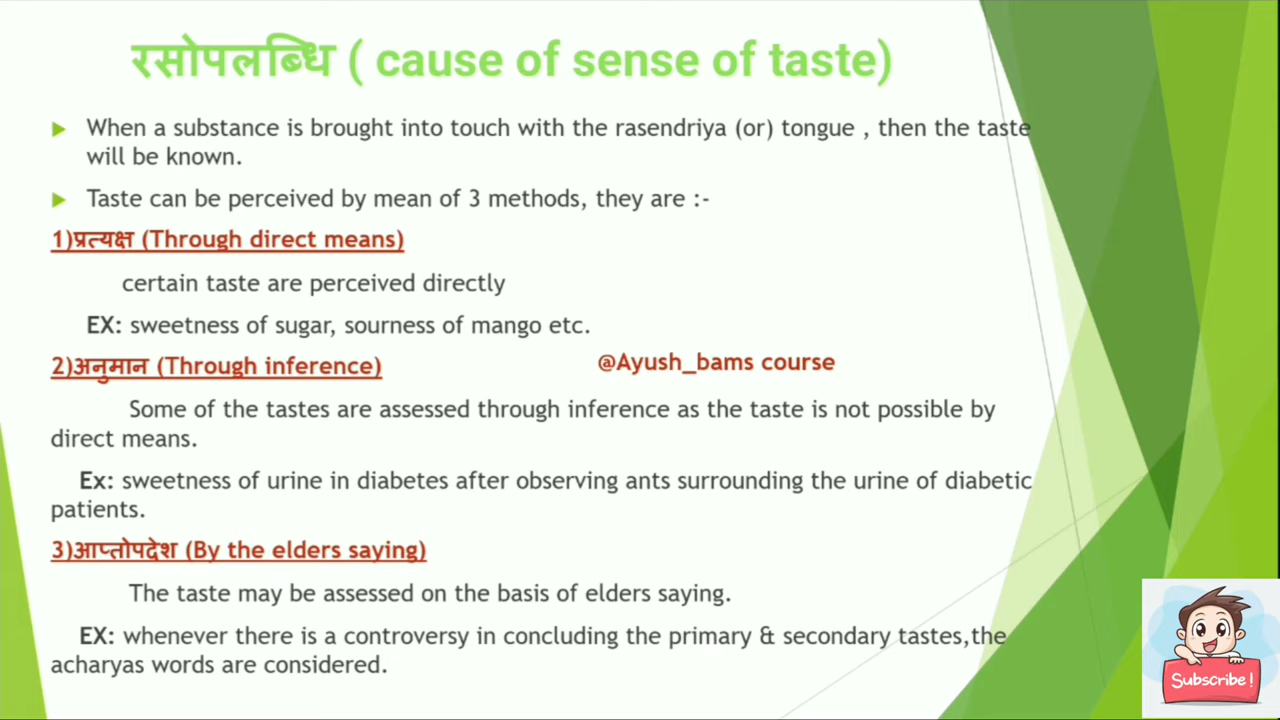 रसोपलब्धि ( cause of sense of taste)
When a substance is brought into touch with the rasendriya (or) tongue , then the taste
will be known.
Taste can be perceived by mean of 3 methods, they are :-
1)प्रत्यक्ष (Through direct means)
certain taste are perceived directly
EX: sweetness of sugar, sourness of mango etc.
2)अनुमान (Through inference)
@Ayush_bams course
Some of the tastes are assessed through inference as the taste is not possible by
direct means.
Ex: sweetness of urine in diabetes after observing ants surrounding the urine of diabetic
patients.
3)आप्तोपदेश (By the elders saying)
The taste may be assessed on the basis of elders saying.
EX: whenever there is a controversy in concluding the primary & secondary tastes,the
acharyas words are considered.
Subscribe!